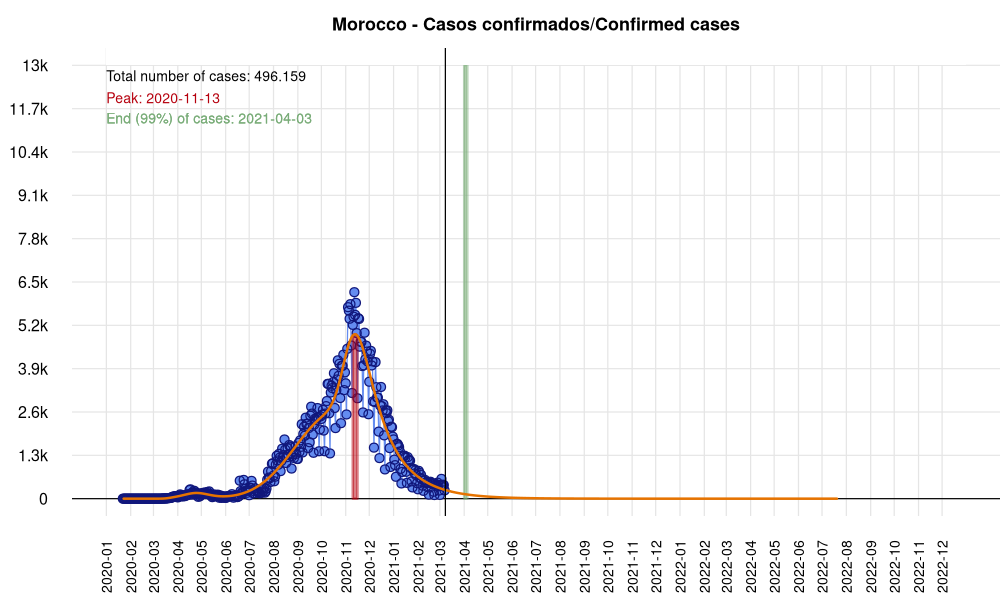 Morocco - Casos confirmados/Confirmed cases
Total number of cases: 496.159
Peak: 2020-11-13
End (99%) of cases: 2021-04-03
13k
11.7k
10.4k
9.1k
7.8k
6.5k
5.2k
3.9k
2.6k
1.3k
0
2020-01
2020-02
2020-03
2020-04
2020-05
2020-06
2020-07
2020-08
2020-09
2020-10
2020-11
2020-12
2021-01
2021-02
2021-03
2021-04
2021-05
2021-06
2021-07
2021-08
2021-09
2021-10
2021-11
2021-12
2022-01
2022-02
2022-03
2022-04
2022-05
2022-06
2022-07
2022-08
2022-09
2022-10
2022-11
2022-12